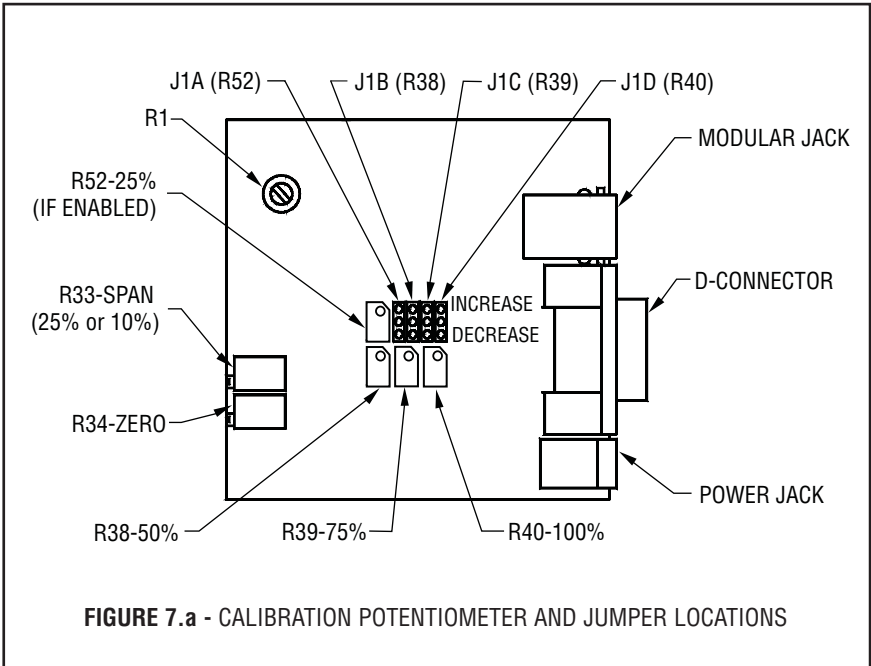 J1A (R52)
J1B (R38)
J1C (R39)
J1D (R40)
R1
MODULAR JACK
R52-25%
(IF ENABLED)
D-CONNECTOR
INCREASE
R33-SPAN
(25% or 10%)
DECREASE
R34-ZERO
POWER JACK
R38-50%
R39-75%
R40-100%
FIGURE 7.a - CALIBRATION POTENTIOMETER AND JUMPER LOCATIONS